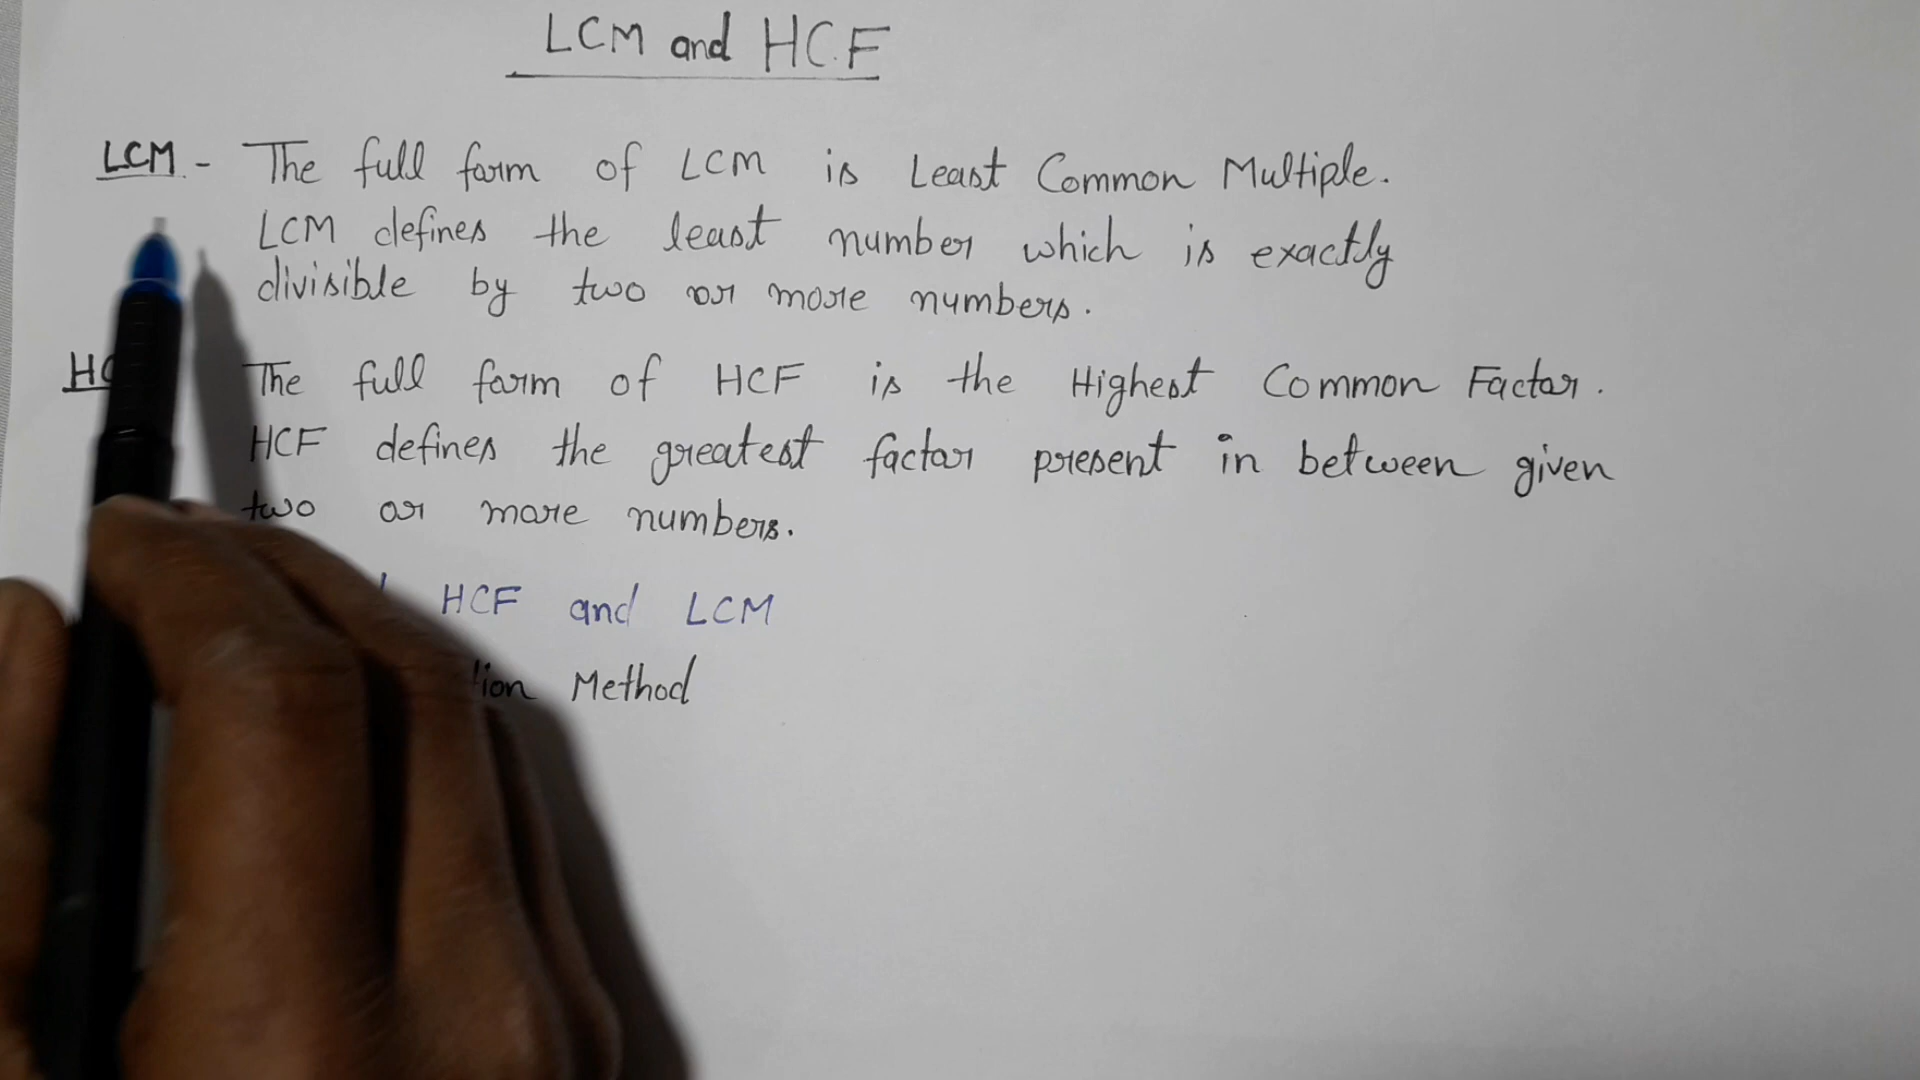 LCM and HCF
LCM - The full form of LCM is Least Common Multiple.
LCM defines the least number which is exactly
divisible by two or more numbers.
The full form of HCF is the Highest Common Factor.
HCF defines the greatest factor present in between given
two or more numbers.
HCF and LCM
Method